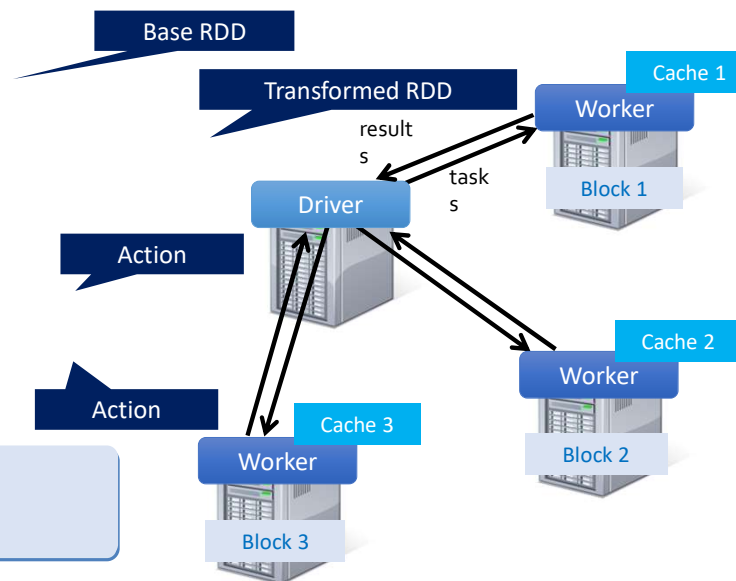 Base RDD
Cache 1
Transformed RDD
Worker
result
s
task
s
Block 1
Driver
Action
Cache 2
Worker
Action
Cache 3
Block 2
Worker
Block 3